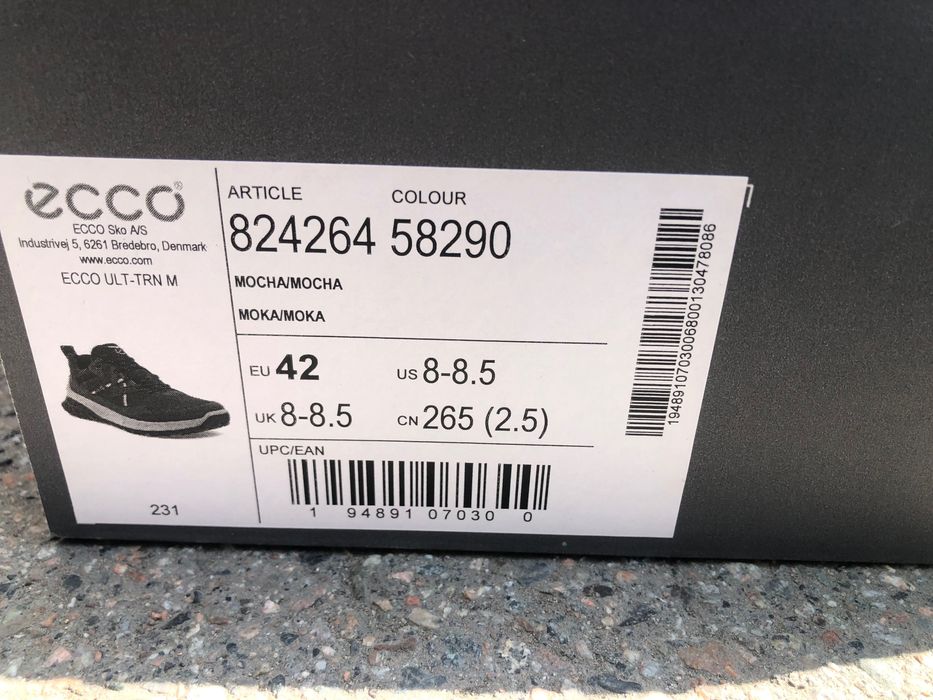 ecco®
ECCO Sko A/S
Industrivej 5, 6261 Bredebro, Denmark
www.ecco.com
ECCO ULT-TRN M
231
ARTICLE COLOUR
824264 58290
MOCHA/MOCHA
MOKA/MOKA
EU 42 US 8-8.5
UK 8-8.5 CN 265 (2.5)
UPC/EAN
1 94891 07030 0
19489107030068001304​78086